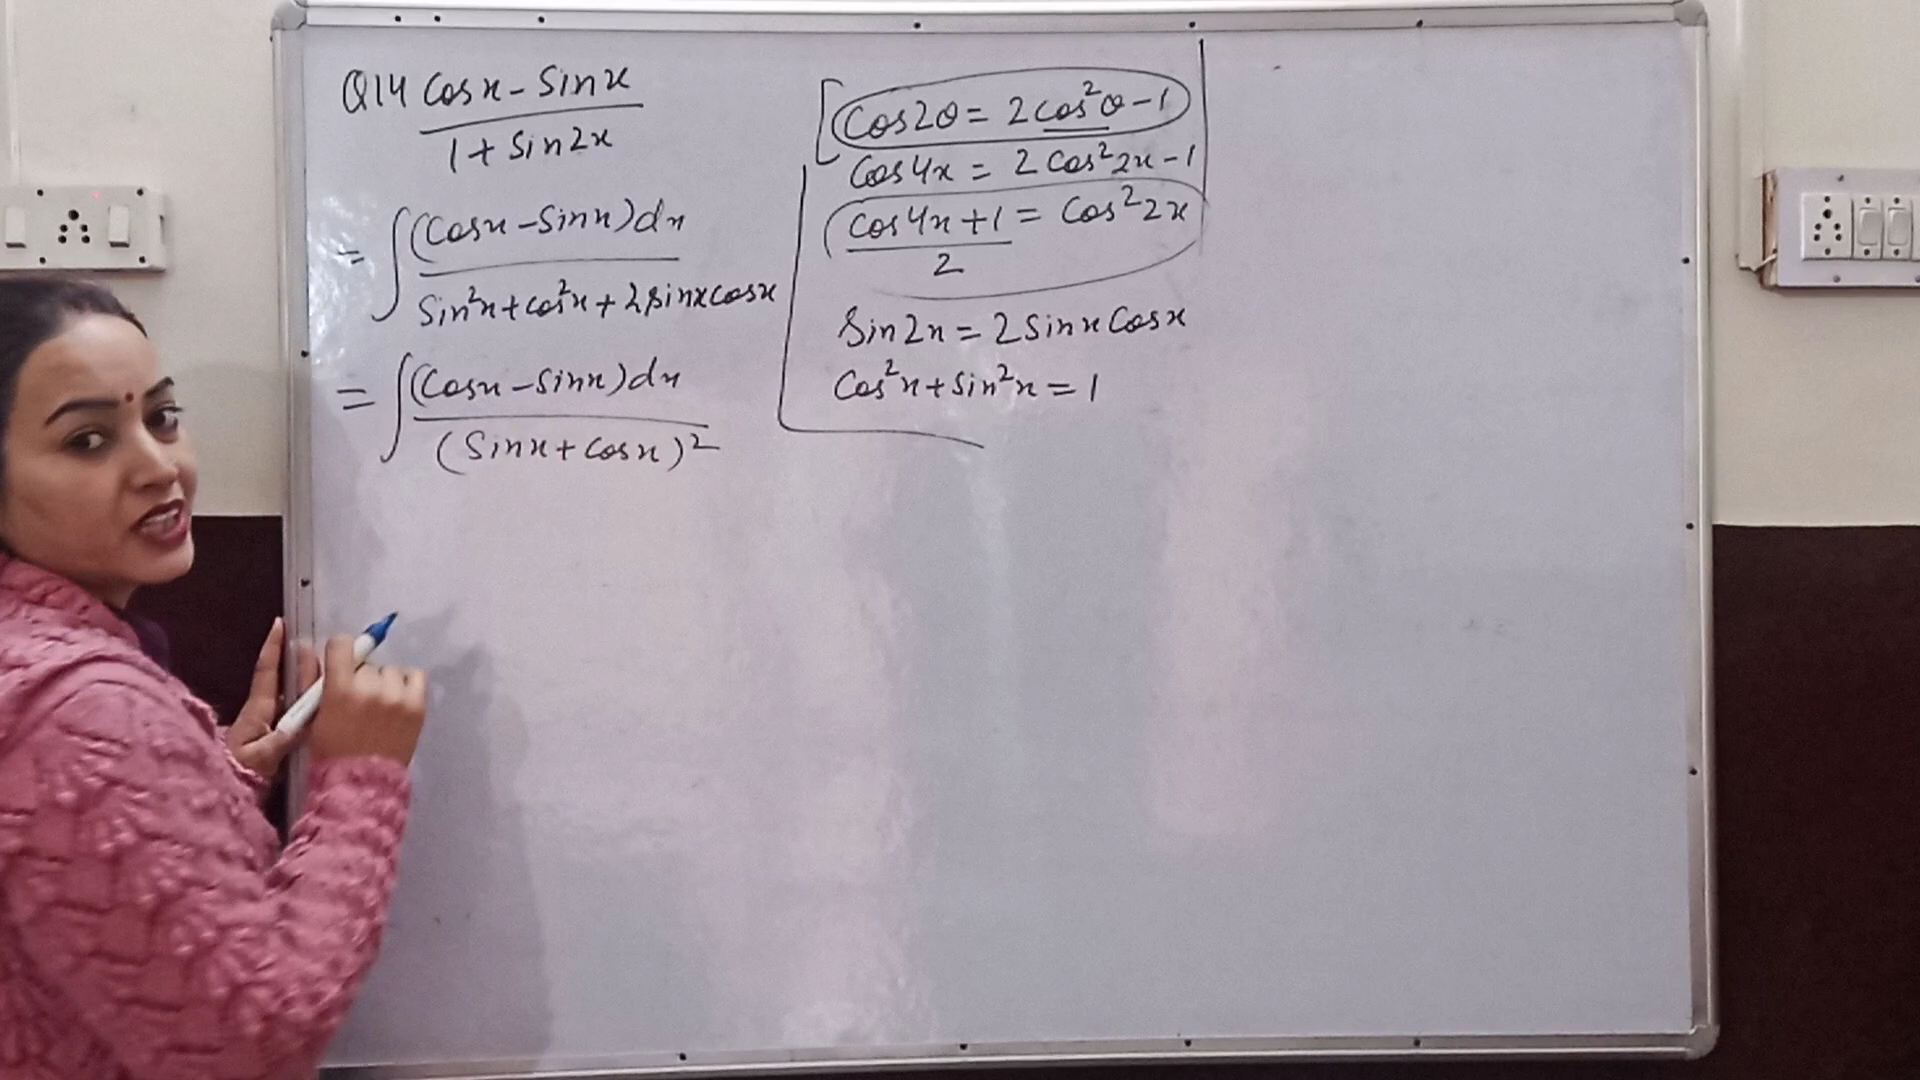 Q14 Cosx - Sinx
1 + Sin2x
= ∫ (Cosx - Sinx)dx
Sin²x + cos²x + 2sinxcosx
= ∫ (Cosx - Sinx)dx
(Sinx + Cosx)²
Cos2θ = 2cos²θ - 1
Cos4x = 2Cos²2x - 1
Cos4x + 1 = Cos²2x
2
Sin2x = 2SinxCosx
Cos²x + Sin²x = 1